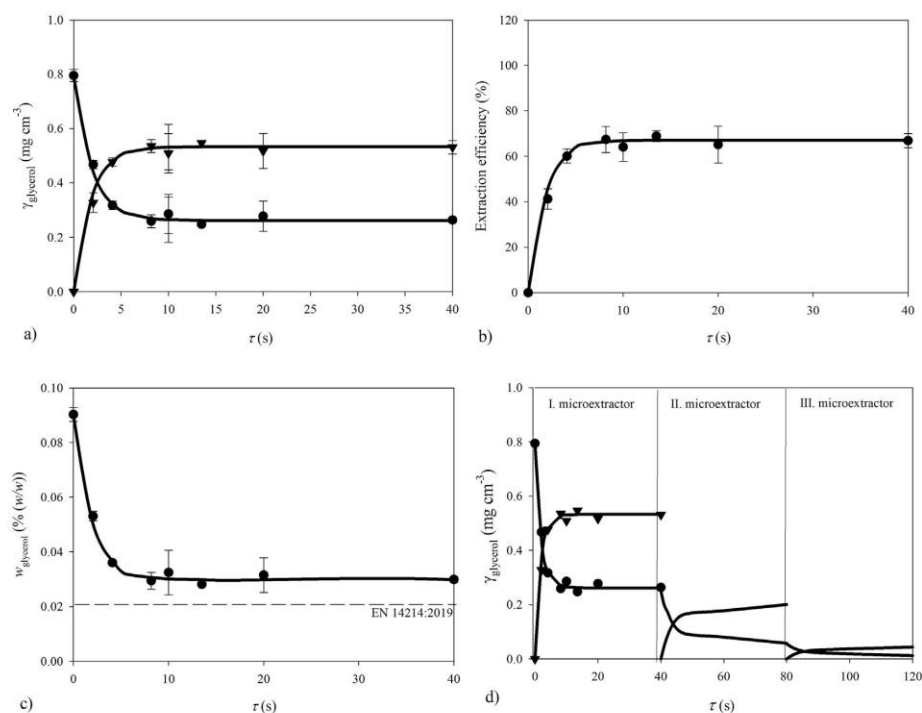 1.0
0.8
0.6
0.4
0.2
0.0
γglycerol (mg cm-3)
0 5 10 15 20 25 30 35 40
τ (s)
a)
120
100
80
60
40
20
0
Extraction efficiency (%)
0 10 20 30 40
τ (s)
b)
0.10
0.08
0.06
0.04
0.02
0.00
wglycerol (% (w/w))
EN 14214:2019
0 10 20 30 40
τ (s)
c)
1.0
0.8
0.6
0.4
0.2
0.0
γglycerol (mg cm-3)
I. microextractor II. microextractor III. microextractor
0 20 40 60 80 100 120
τ (s)
d)